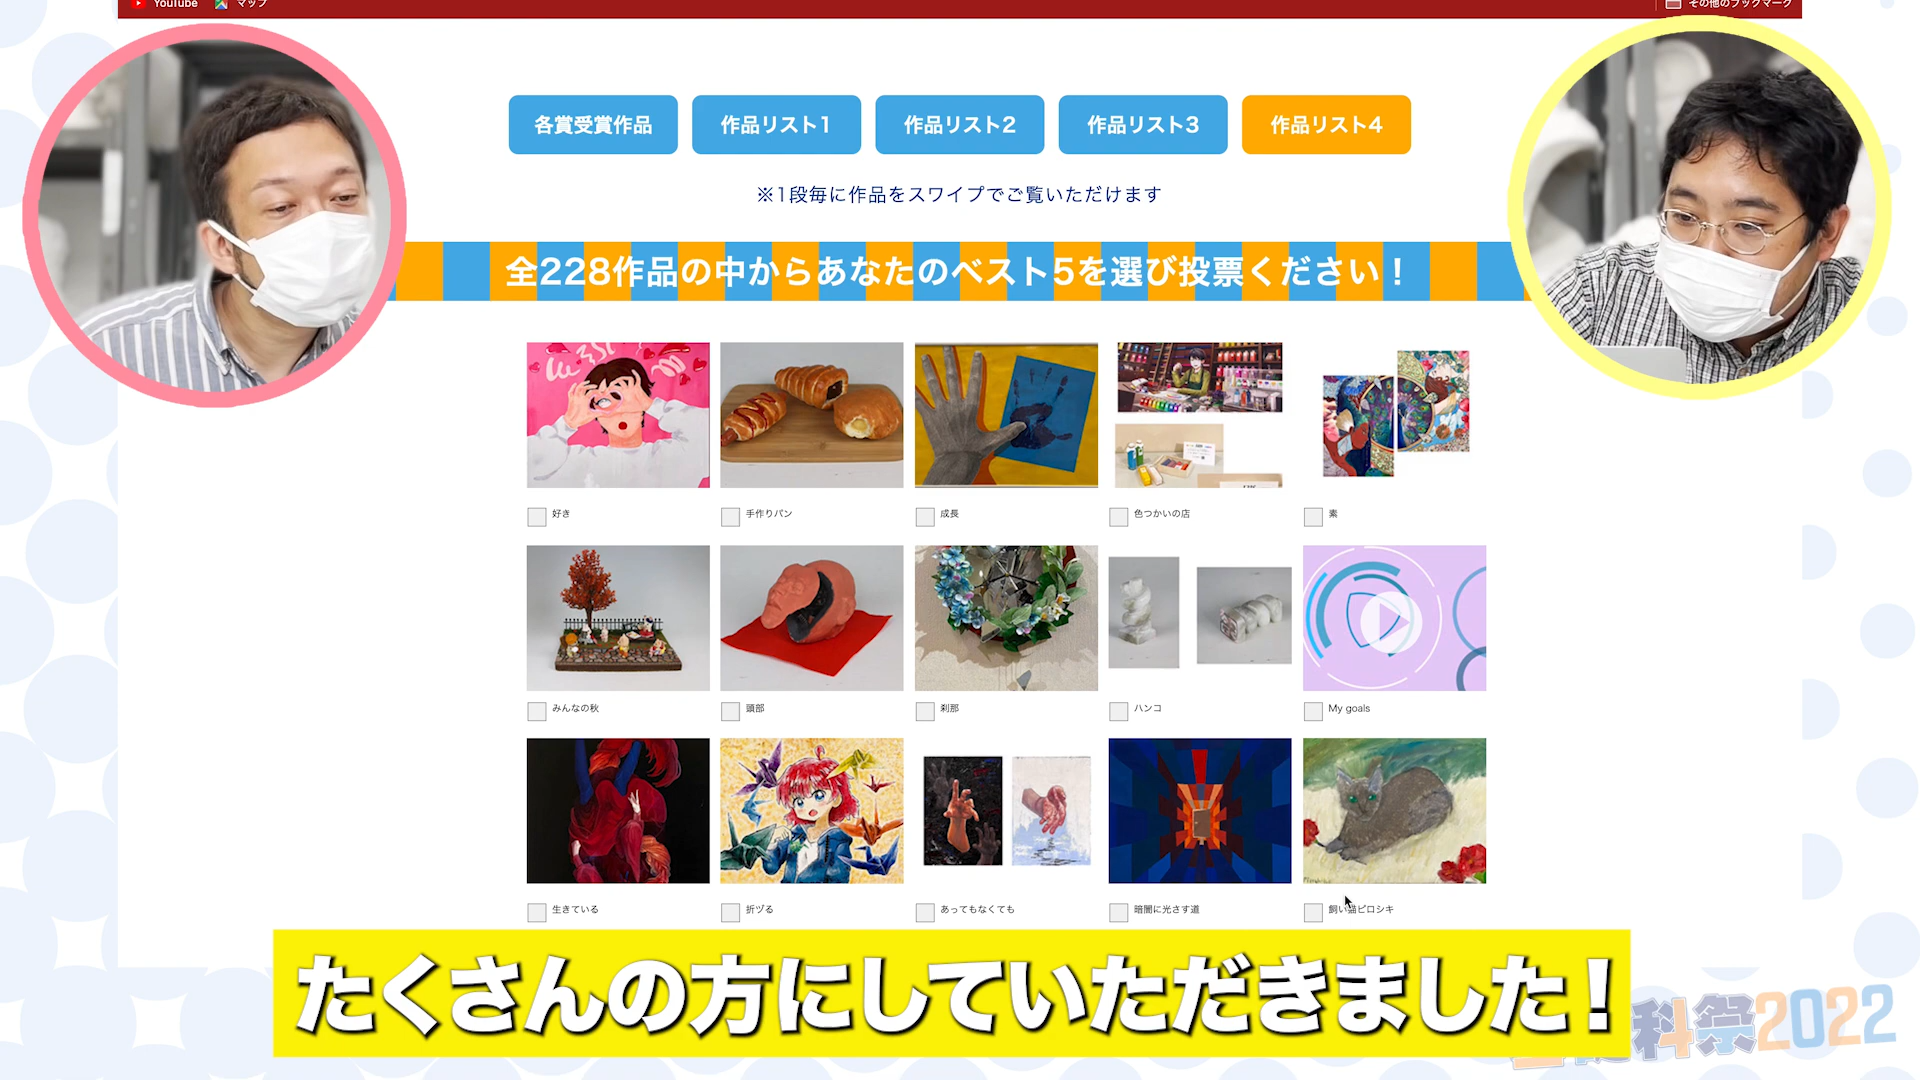 YouTube
マップ
その他のブックマーク
各賞受賞作品
作品リスト1
作品リスト2
作品リスト3
作品リスト4
※1段毎に作品をスワイプでご覧いただけます
全228作品の中からあなたのベスト5を選び投票ください！
好き
手作りパン
成長
色つかいの店
素
みんなの秋
頭部
刹那
ハンコ
My goals
生きている
折ヅる
あってもなくても
暗闇に光さす道
飼い猫ピロシキ
たくさんの方にしていただきました！
科祭2022